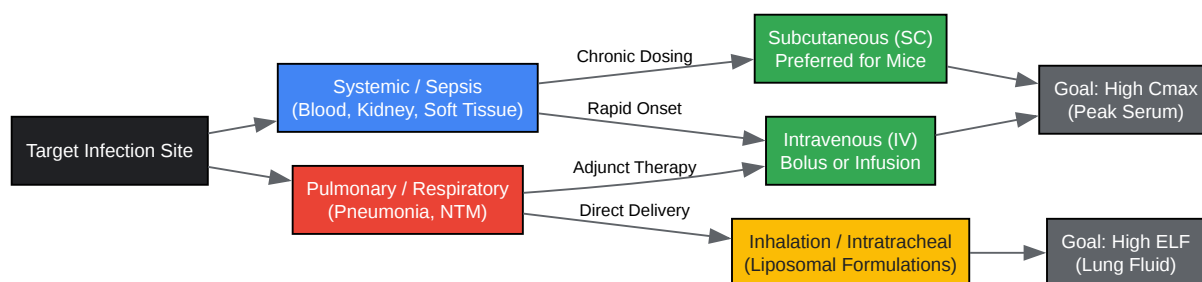 Target Infection Site
Systemic / Sepsis
(Blood, Kidney, Soft Tissue)
Pulmonary / Respiratory
(Pneumonia, NTM)
Chronic Dosing
Rapid Onset
Adjunct Therapy
Direct Delivery
Subcutaneous (SC)
Preferred for Mice
Intravenous (IV)
Bolus or Infusion
Inhalation / Intratracheal
(Liposomal Formulations)
Goal: High Cmax
(Peak Serum)
Goal: High ELF
(Lung Fluid)